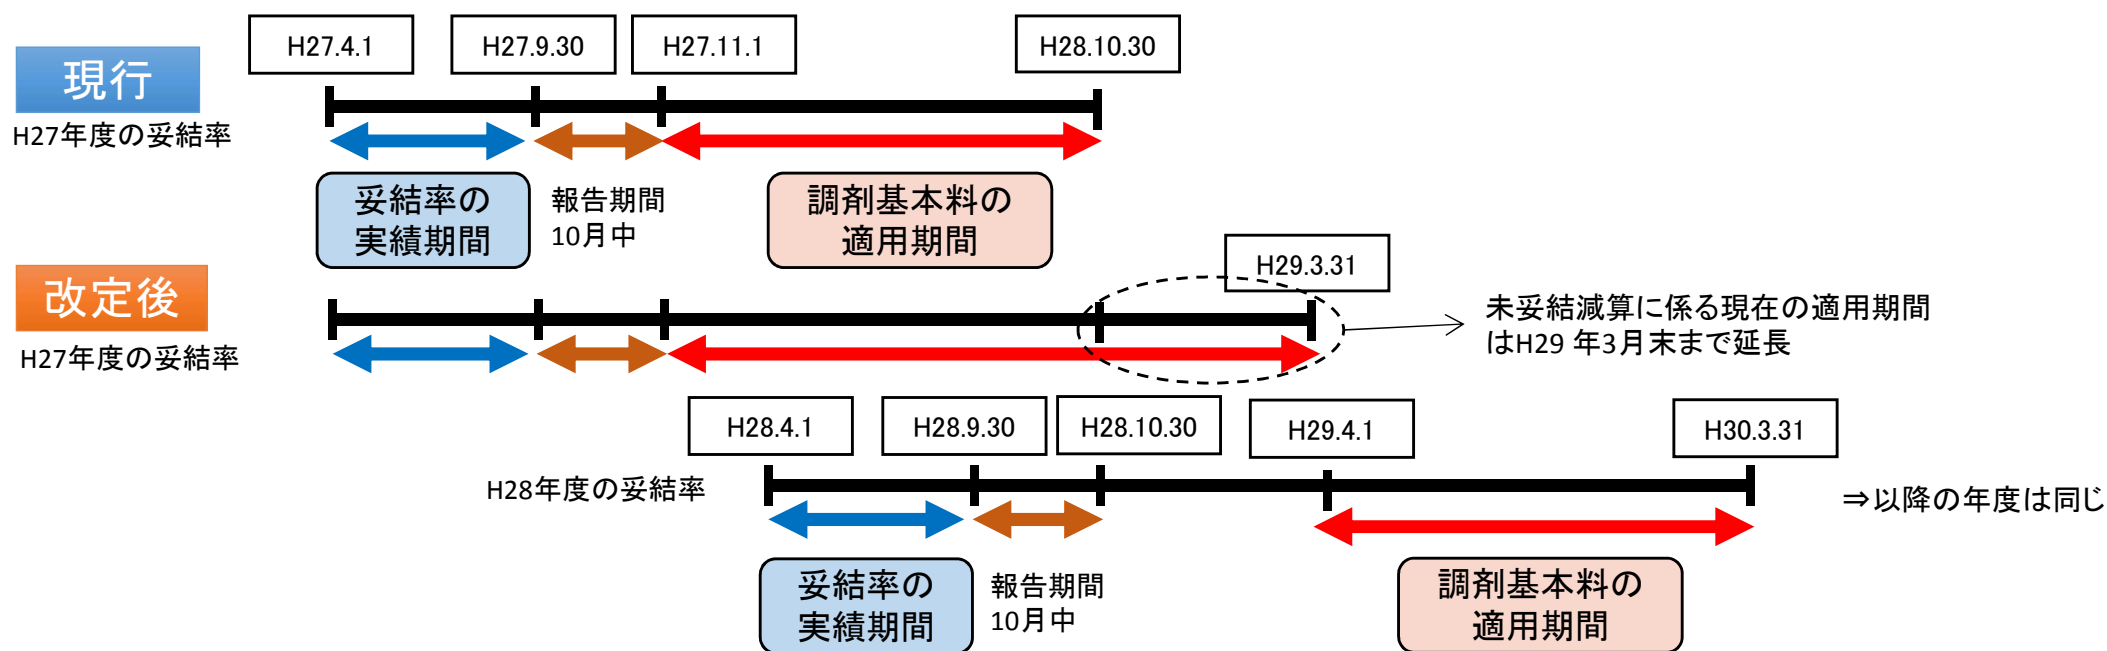 H27.4.1
H27.9.30
H27.11.1
H28.10.30
現行
H27年度の妥結率
妥結率の
実績期間
報告期間
10月中
調剤基本料の
適用期間
H29.3.31
改定後
H27年度の妥結率
未妥結減算に係る現在の適用期間
はH29 年3月末まで延長
H28.4.1
H28.9.30
H28.10.30
H29.4.1
H30.3.31
H28年度の妥結率
⇒以降の年度は同じ
妥結率の
実績期間
報告期間
10月中
調剤基本料の
適用期間